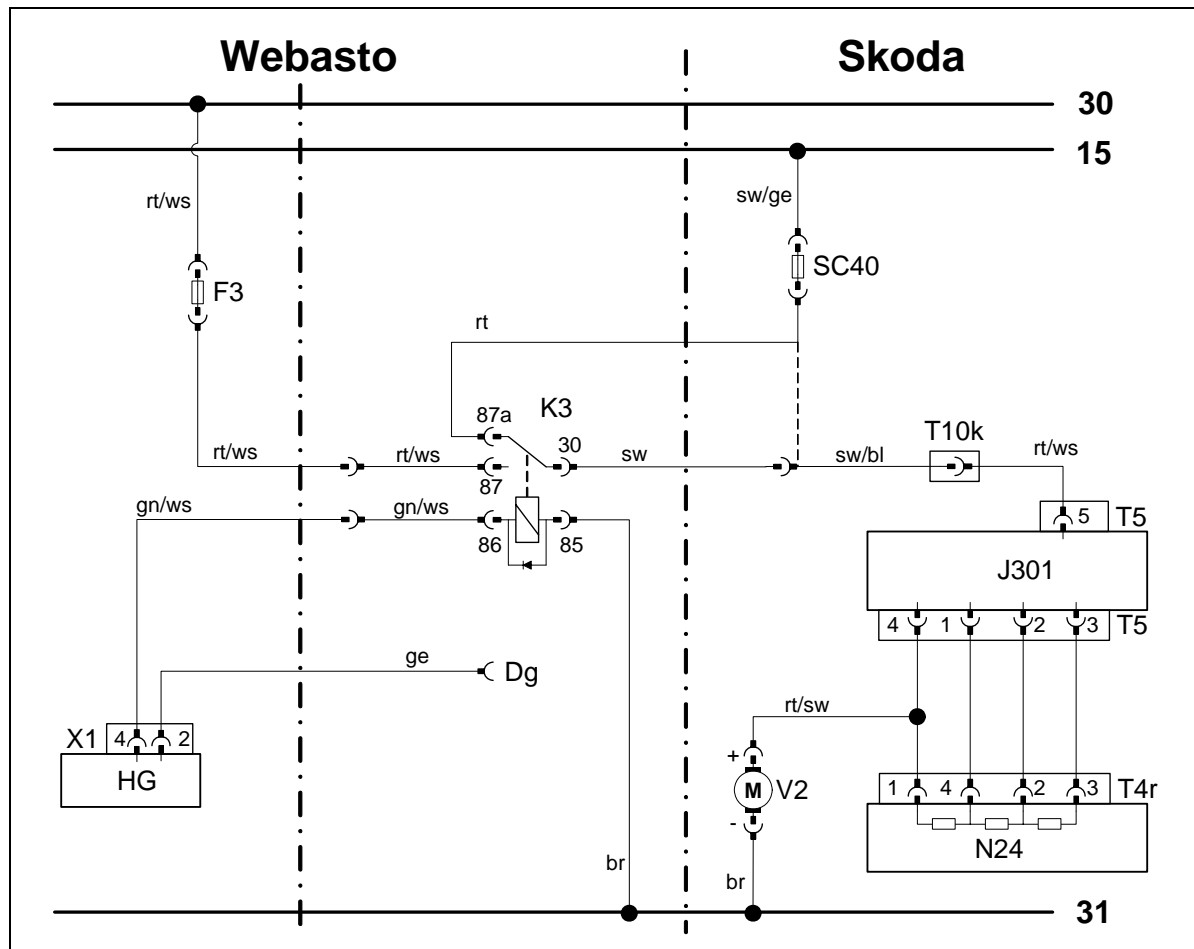 Webasto
Skoda
30
15
rt/ws
sw/ge
F3
SC40
rt
87a
K3
30
T10k
rt/ws
rt/ws
rt/ws
87
sw
sw/bl
gn/ws
gn/ws
86
85
5
T5
J301
4
1
2
3
T5
ge
Dg
rt/sw
X1
4
2
HG
+
M
V2
-
1
4
2
3
T4r
N24
br
br
31